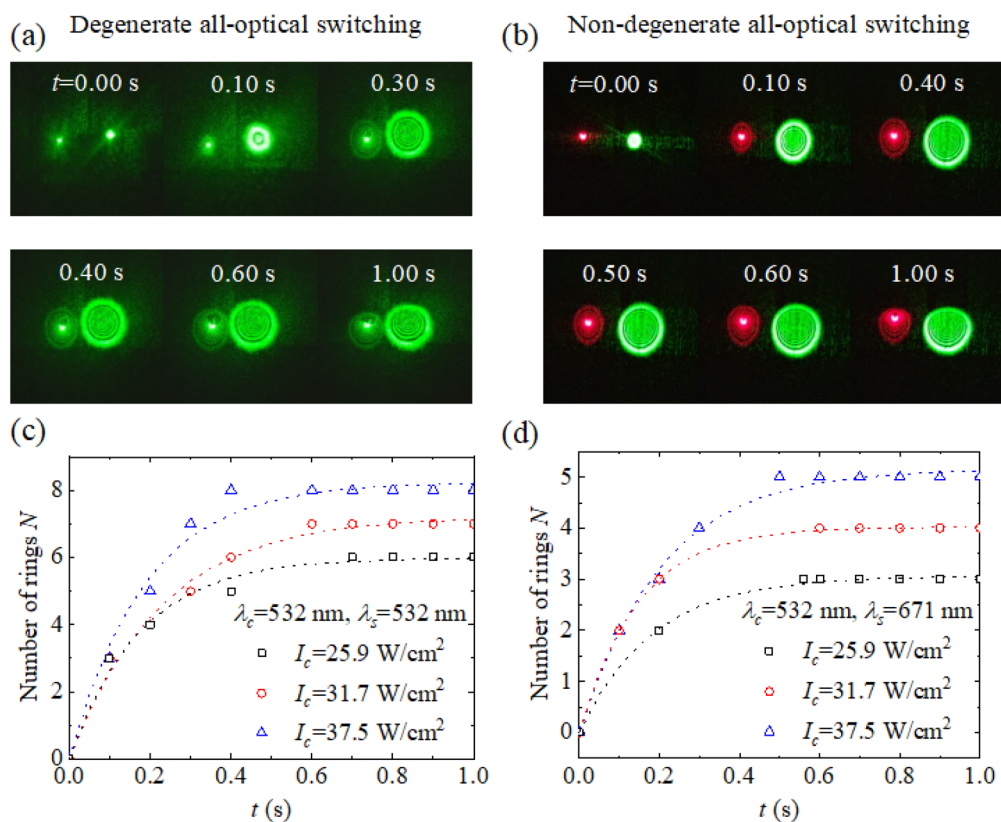 (a) Degenerate all-optical switching
t=0.00 s 0.10 s 0.30 s
0.40 s 0.60 s 1.00 s
(b) Non-degenerate all-optical switching
t=0.00 s 0.10 s 0.40 s
0.50 s 0.60 s 1.00 s
(c)
Number of rings N
8
6
4
2
0
λc=532 nm, λs=532 nm
Ic=25.9 W/cm²
Ic=31.7 W/cm²
Ic=37.5 W/cm²
0.0 0.2 0.4 0.6 0.8 1.0
t (s)
(d)
Number of rings N
5
4
3
2
1
0
λc=532 nm, λs=671 nm
Ic=25.9 W/cm²
Ic=31.7 W/cm²
Ic=37.5 W/cm²
0.0 0.2 0.4 0.6 0.8 1.0
t (s)